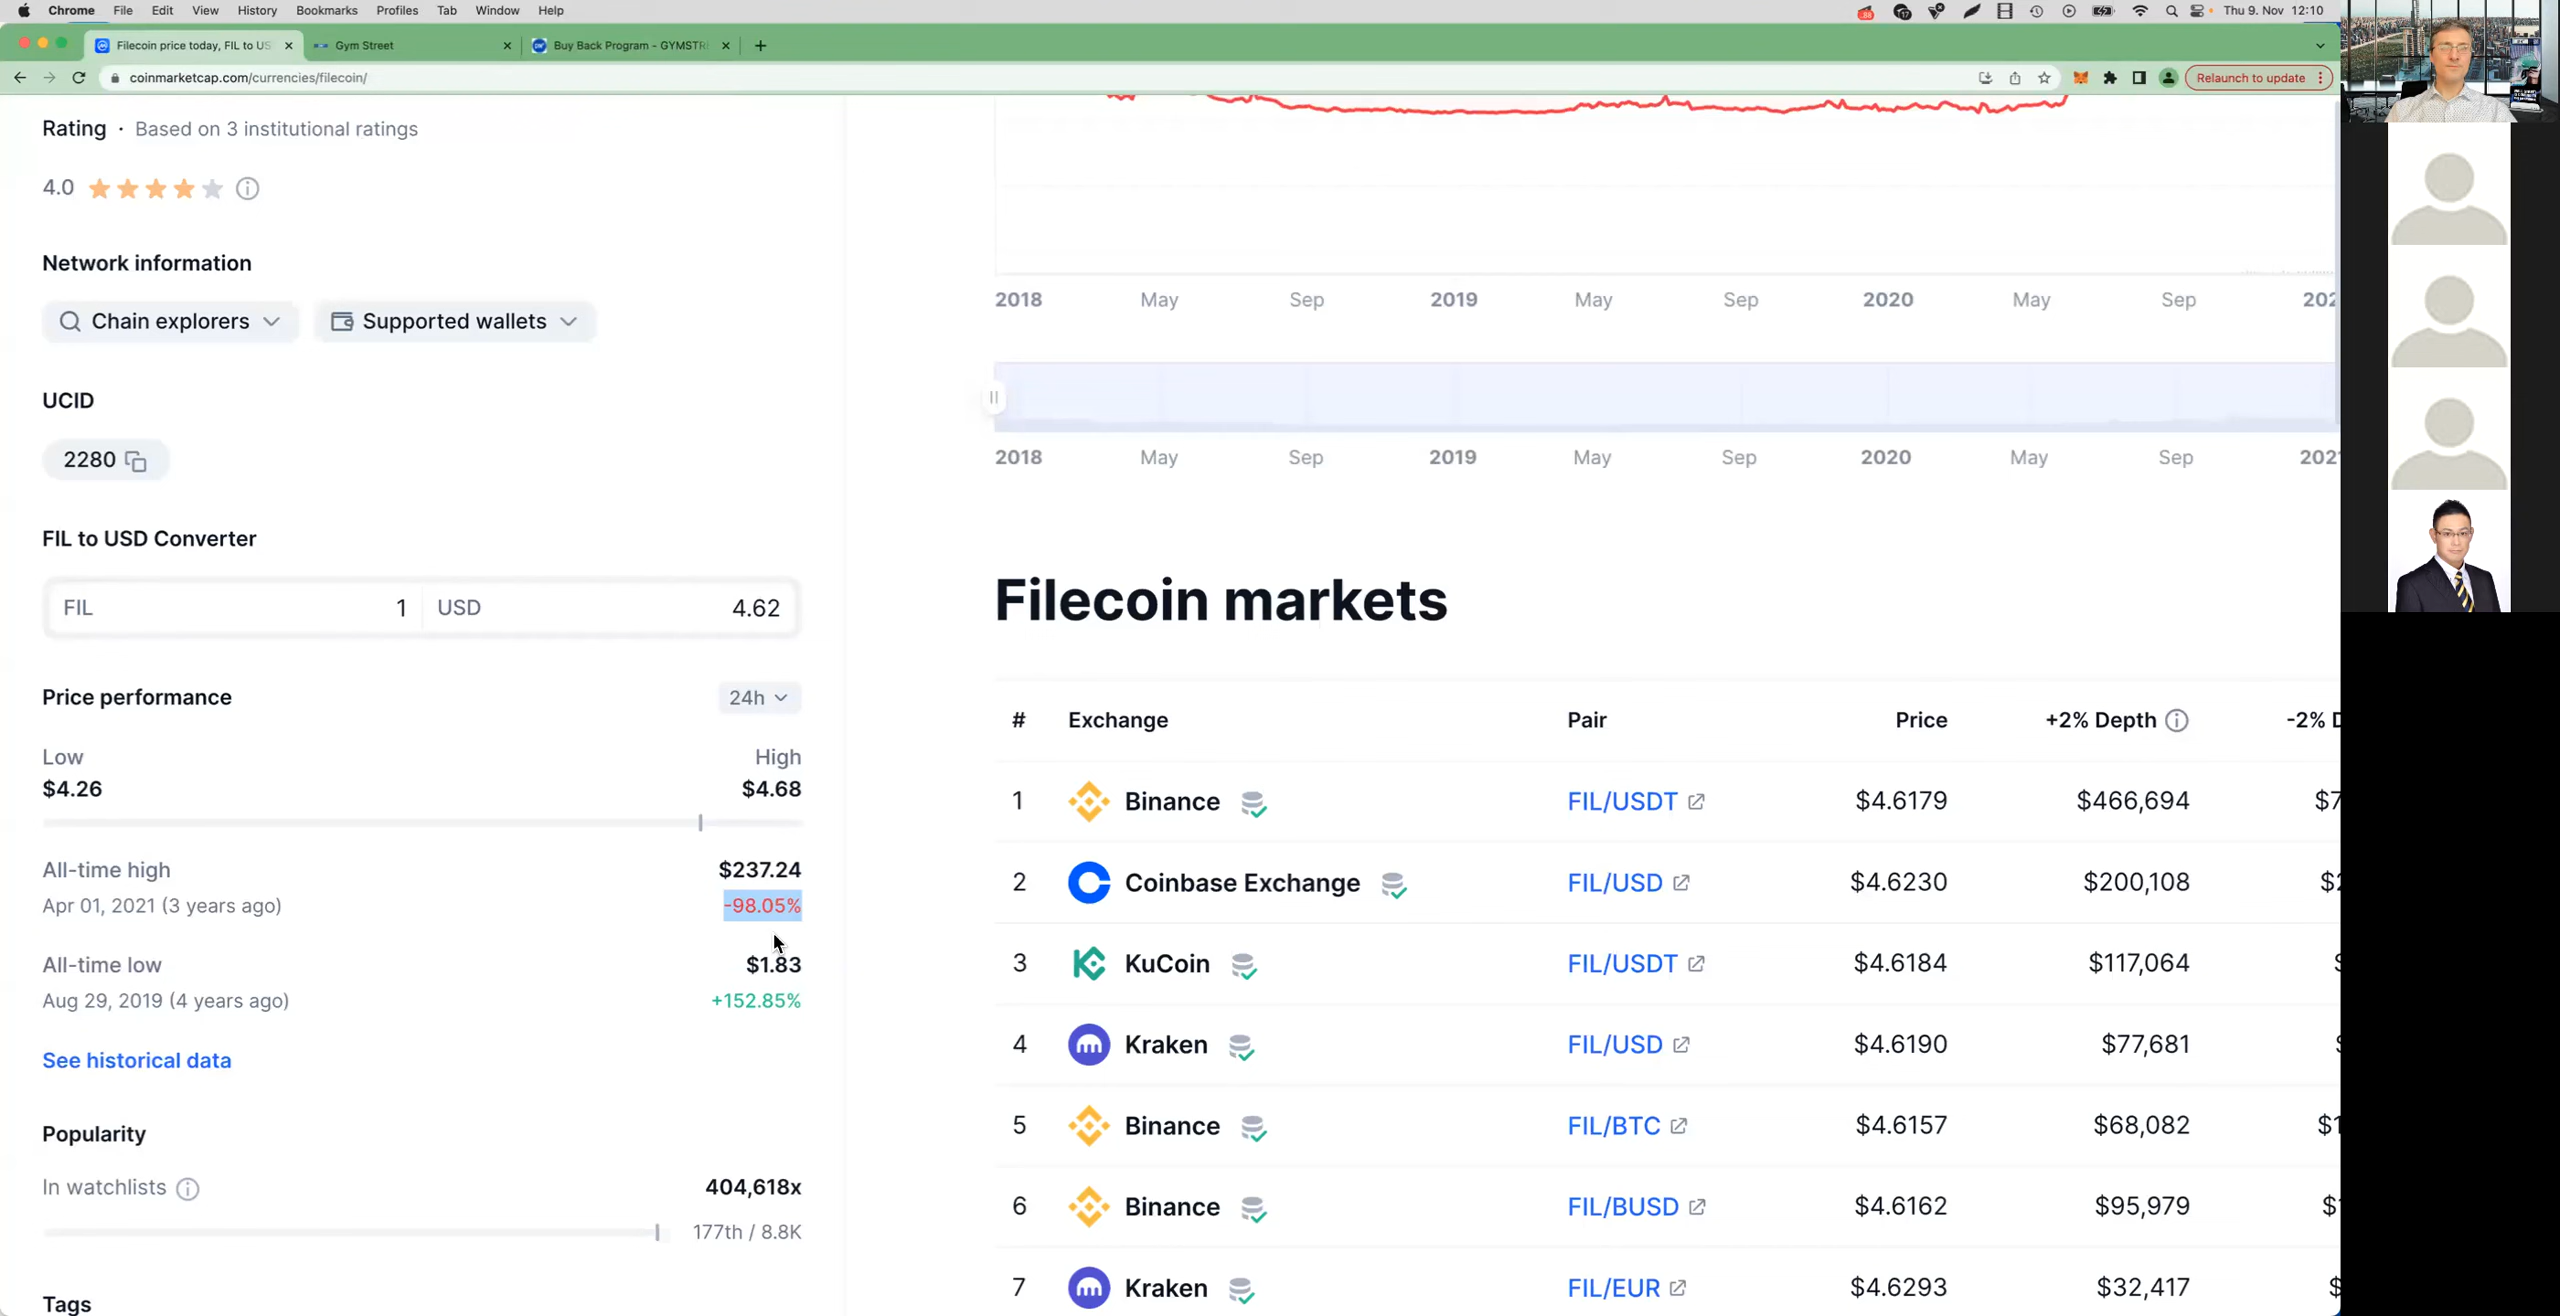 Chrome File Edit View History Bookmarks Profiles Tab Window Help
Thu 9. Nov 12:10
Filecoin price today, FIL to US
Gym Street
Buy Back Program - GYMSTR
coinmarketcap.com/currencies/filecoin/
Relaunch to update
Rating · Based on 3 institutional ratings
4.0
Network information
Chain explorers
Supported wallets
UCID
2280
FIL to USD Converter
FIL 1 USD 4.62
Price performance 24h
Low High
$4.26 $4.68
All-time high $237.24
Apr 01, 2021 (3 years ago) -98.05%
All-time low $1.83
Aug 29, 2019 (4 years ago) +152.85%
See historical data
Popularity
In watchlists 404,618x
177th / 8.8K
Tags
2018 May Sep 2019 May Sep 2020 May Sep 202
2018 May Sep 2019 May Sep 2020 May Sep 202
Filecoin markets
# Exchange Pair Price +2% Depth -2% D
1 Binance FIL/USDT $4.6179 $466,694 $7
2 Coinbase Exchange FIL/USD $4.6230 $200,108 $2
3 KuCoin FIL/USDT $4.6184 $117,064 $
4 Kraken FIL/USD $4.6190 $77,681 $
5 Binance FIL/BTC $4.6157 $68,082 $1
6 Binance FIL/BUSD $4.6162 $95,979 $
7 Kraken FIL/EUR $4.6293 $32,417 $